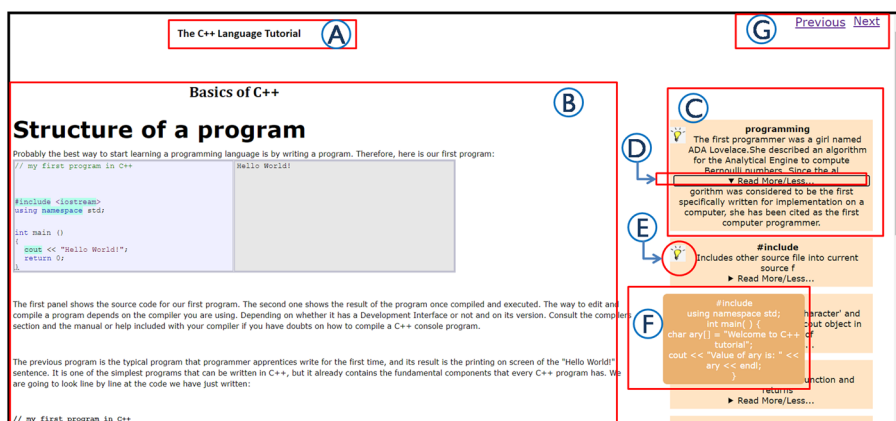 The C++ Language Tutorial
A
G
Previous Next
Basics of C++
B
Structure of a program
Probably the best way to start learning a programming language is by writing a program. Therefore, here is our first program:
// my first program in C++
Hello World!
#include <iostream>
using namespace std;
int main ()
{
cout << "Hello World!";
return 0;
}
The first panel shows the source code for our first program. The second one shows the result of the program once compiled and executed. The way to edit and
compile a program depends on the compiler you are using. Depending on whether it has a Development Interface or not and on its version. Consult the compilers
section and the manual or help included with your compiler if you have doubts on how to compile a C++ console program.
The previous program is the typical program that programmer apprentices write for the first time, and its result is the printing on screen of the "Hello World!"
sentence. It is one of the simplest programs that can be written in C++, but it already contains the fundamental components that every C++ program has. We
are going to look line by line at the code we have just written:
// my first program in C++
C
programming
The first programmer was a girl named
ADA Lovelace.She described an algorithm
for the Analytical Engine to compute
Bernoulli numbers. Since the al
D
▼ Read More/Less...
gorithm was considered to be the first
specifically written for implementation on a
computer, she has been cited as the first
computer programmer.
E
#include
Includes other source file into current
source f
▶ Read More/Less...
F
#include
using namespace std;
int main( ) {
char ary[] = "Welcome to C++
tutorial";
cout << "Value of ary is: " <<
ary << endl;
}
haracter' and
cout object in
of
...
unction and
returns
▶ Read More/Less...